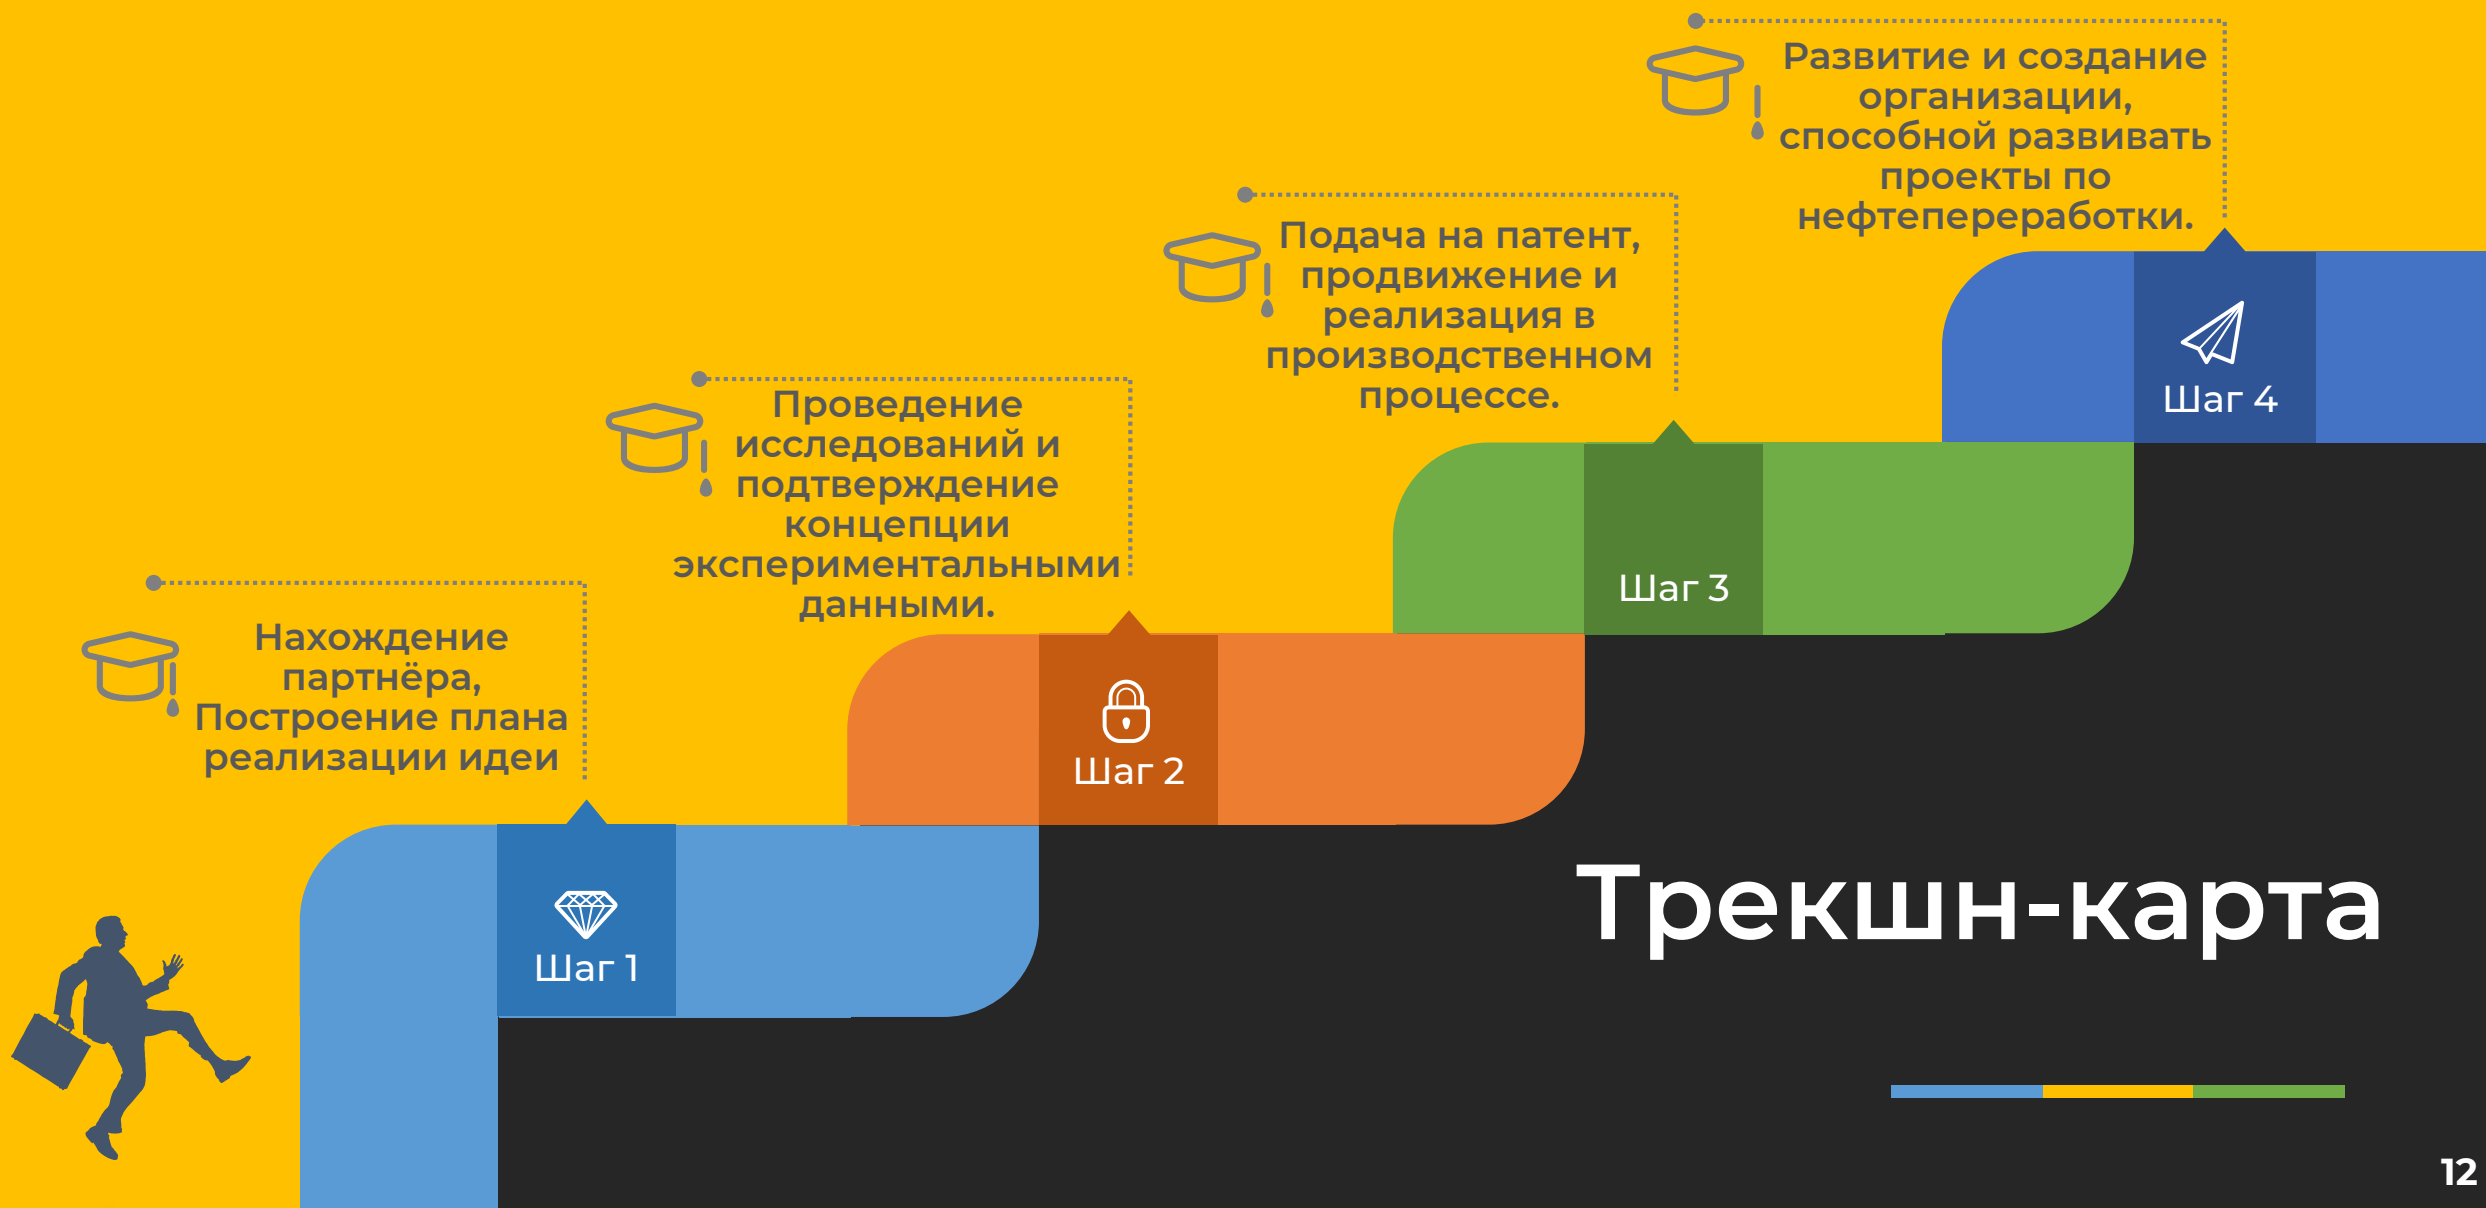 Развитие и создание
организации,
способной развивать
проекты по
нефтепереработки.
Шаг 4
Подача на патент,
продвижение и
реализация в
производственном
процессе.
Шаг 3
Проведение
исследований и
подтверждение
концепции
экспериментальными
данными.
Шаг 2
Нахождение
партнёра,
Построение плана
реализации идеи
Шаг 1
Трекшн-карта
12